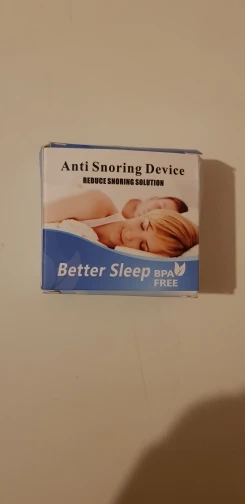 Anti Snoring Device
REDUCE SNORING SOLUTION
Better Sleep
BPA
FREE